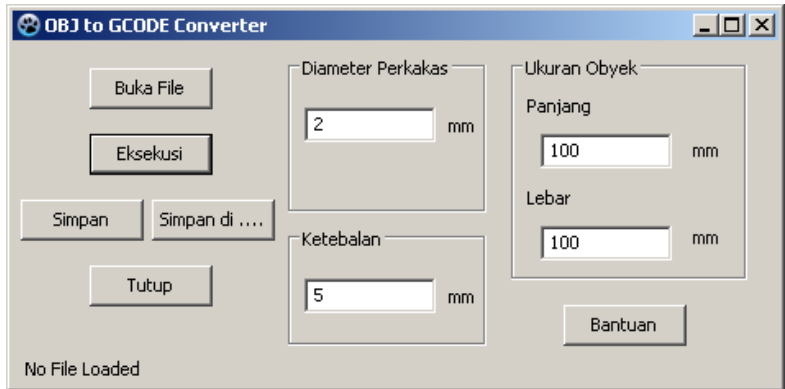 OBJ to GCODE Converter
Buka File
Eksekusi
Simpan
Simpan di ....
Tutup
No File Loaded
Diameter Perkakas
2 mm
Ketebalan
5 mm
Ukuran Obyek
Panjang
100 mm
Lebar
100 mm
Bantuan